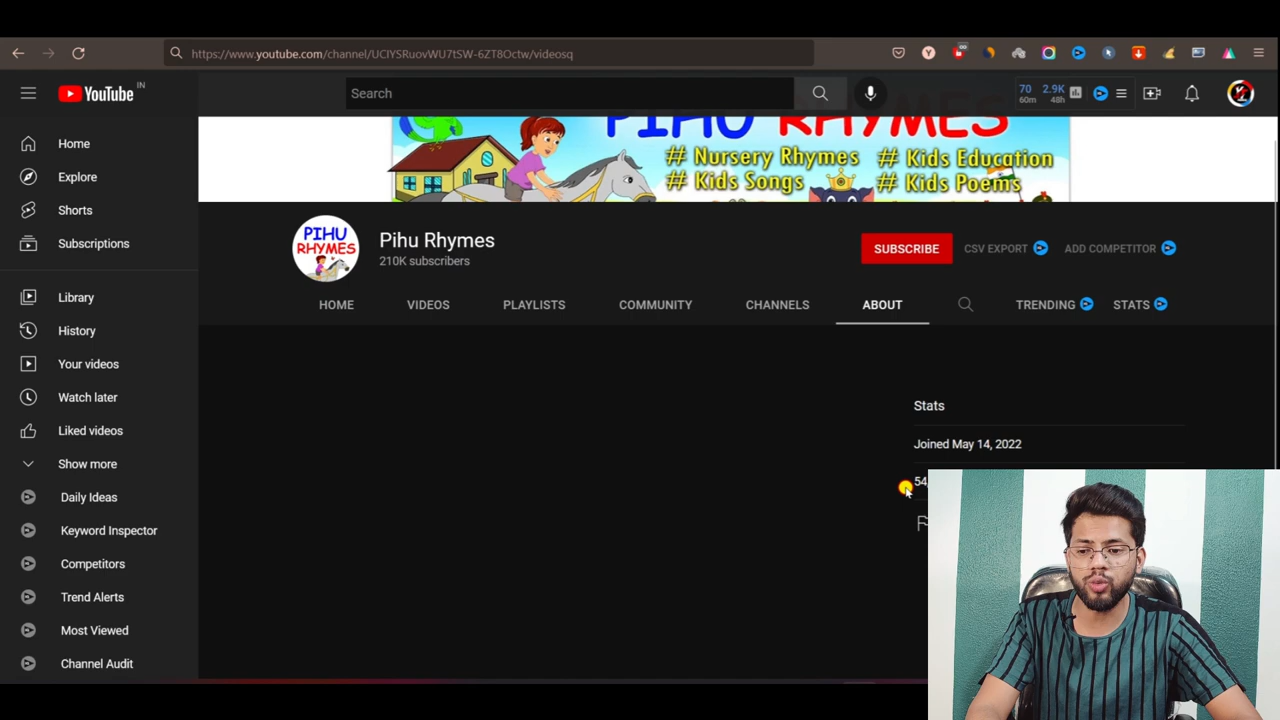 https://www.youtube.com/channel/UCIYSRuovWU7tSW-6ZT8Octw/videosq
YouTube IN
Search
70 2.9K
60m 48h
PIHU RHYMES
# Nursery Rhymes # Kids Education
# Kids Songs # Kids Poems
Home
Explore
Shorts
Subscriptions
Library
History
Your videos
Watch later
Liked videos
Show more
Daily Ideas
Keyword Inspector
Competitors
Trend Alerts
Most Viewed
Channel Audit
PIHU
RHYMES
Pihu Rhymes
210K subscribers
SUBSCRIBE
CSV EXPORT
ADD COMPETITOR
HOME VIDEOS PLAYLISTS COMMUNITY CHANNELS ABOUT TRENDING STATS
Stats
Joined May 14, 2022
54,